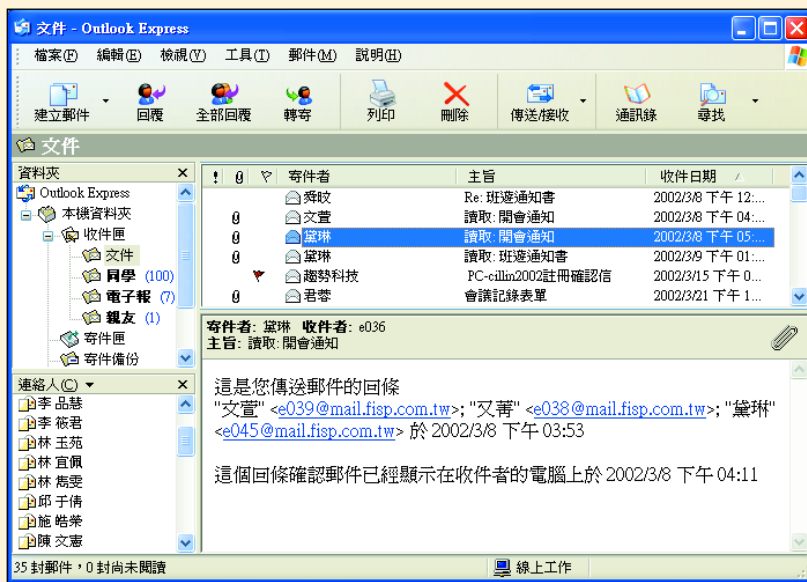 文件 - Outlook Express
檔案(F) 編輯(E) 檢視(V) 工具(T) 郵件(M) 說明(H)
建立郵件 回覆 全部回覆 轉寄 列印 刪除 傳送/接收 通訊錄 尋找
文件
資料夾
Outlook Express
本機資料夾
收件匣
文件
同學 (100)
電子報 (7)
親友 (1)
寄件匣
寄件備份
連絡人(C)
李 品慧
李 筱君
林 玉苑
林 宜佩
林 雋雯
邱 于倩
施 皓榮
陳 文憲
! 寄件者 主旨 收件日期
舜旼 Re: 班遊通知書 2002/3/8 下午 12:...
文萱 讀取: 開會通知 2002/3/8 下午 04:...
黛琳 讀取: 開會通知 2002/3/8 下午 05:...
黛琳 讀取: 班遊通知書 2002/3/9 下午 01:...
趨勢科技 PC-cillin2002註冊確認信 2002/3/15 下午 0...
君蓉 會議記錄表單 2002/3/21 下午 1...
寄件者: 黛琳 收件者: e036
主旨: 讀取: 開會通知
這是您傳送郵件的回條
"文萱" <e039@mail.fisp.com.tw>; "又菁" <e038@mail.fisp.com.tw>; "黛琳"
<e045@mail.fisp.com.tw> 於 2002/3/8 下午 03:53
這個回條確認郵件已經顯示在收件者的電腦上於 2002/3/8 下午 04:11
35 封郵件，0 封尚未閱讀
線上工作